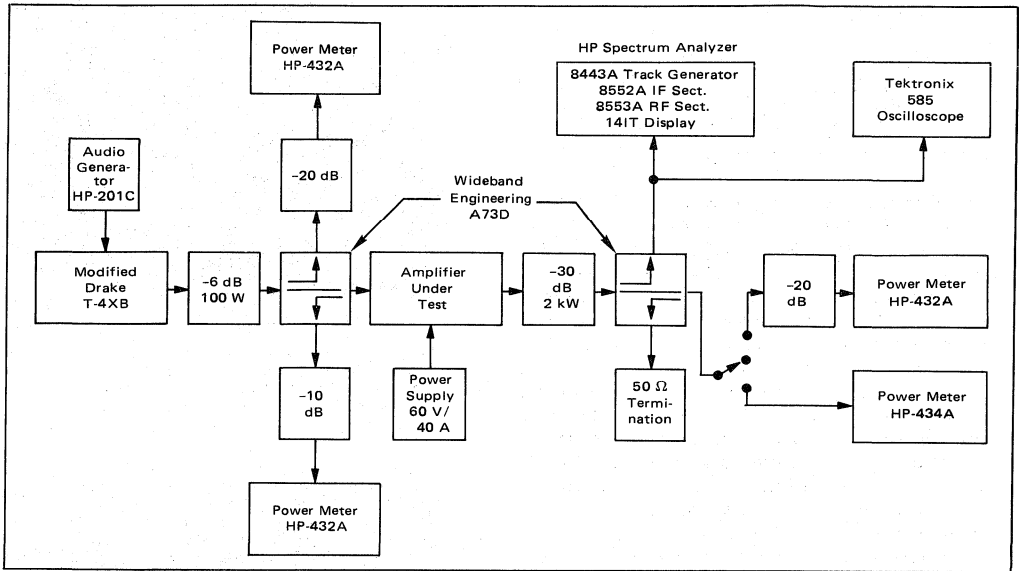 Power Meter
HP-432A
HP Spectrum Analyzer
8443A Track Generator
8552A IF Sect.
8553A RF Sect.
14IT Display
Tektronix
585
Oscilloscope
Audio
Genera-
tor
HP-201C
-20 dB
Wideband
Engineering
A73D
Modified
Drake
T-4XB
-6 dB
100 W
Amplifier
Under
Test
-30
dB
2 kW
-20
dB
Power Meter
HP-432A
-10
dB
Power
Supply
60 V/
40 A
50 Ω
Termi-
nation
Power Meter
HP-434A
Power Meter
HP-432A